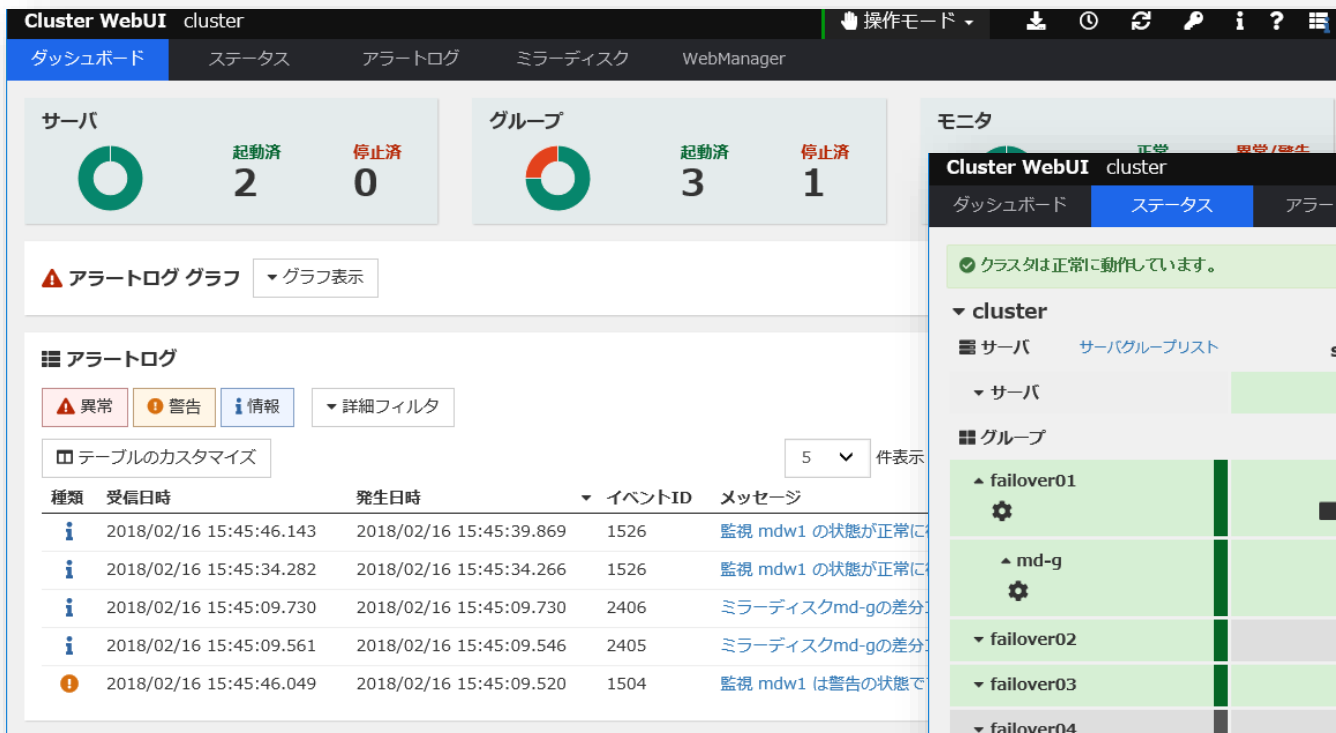 Cluster WebUI cluster
操作モード
ダッシュボード ステータス アラートログ ミラーディスク WebManager
サーバ
起動済 停止済
2 0
グループ
起動済 停止済
3 1
モニタ
正常 異常/警告
アラートログ グラフ グラフ表示
アラートログ
異常 警告 情報 詳細フィルタ
テーブルのカスタマイズ 5 件表示
種類 受信日時 発生日時 イベントID メッセージ
2018/02/16 15:45:46.143 2018/02/16 15:45:39.869 1526 監視 mdw1 の状態が正常に
2018/02/16 15:45:34.282 2018/02/16 15:45:34.266 1526 監視 mdw1 の状態が正常に
2018/02/16 15:45:09.730 2018/02/16 15:45:09.730 2406 ミラーディスクmd-gの差分
2018/02/16 15:45:09.561 2018/02/16 15:45:09.546 2405 ミラーディスクmd-gの差分
2018/02/16 15:45:46.049 2018/02/16 15:45:09.520 1504 監視 mdw1 は警告の状態で
Cluster WebUI cluster
ダッシュボード ステータス アラー
クラスタは正常に動作しています。
cluster
サーバ サーバグループリスト
サーバ
グループ
failover01
md-g
failover02
failover03
failover04